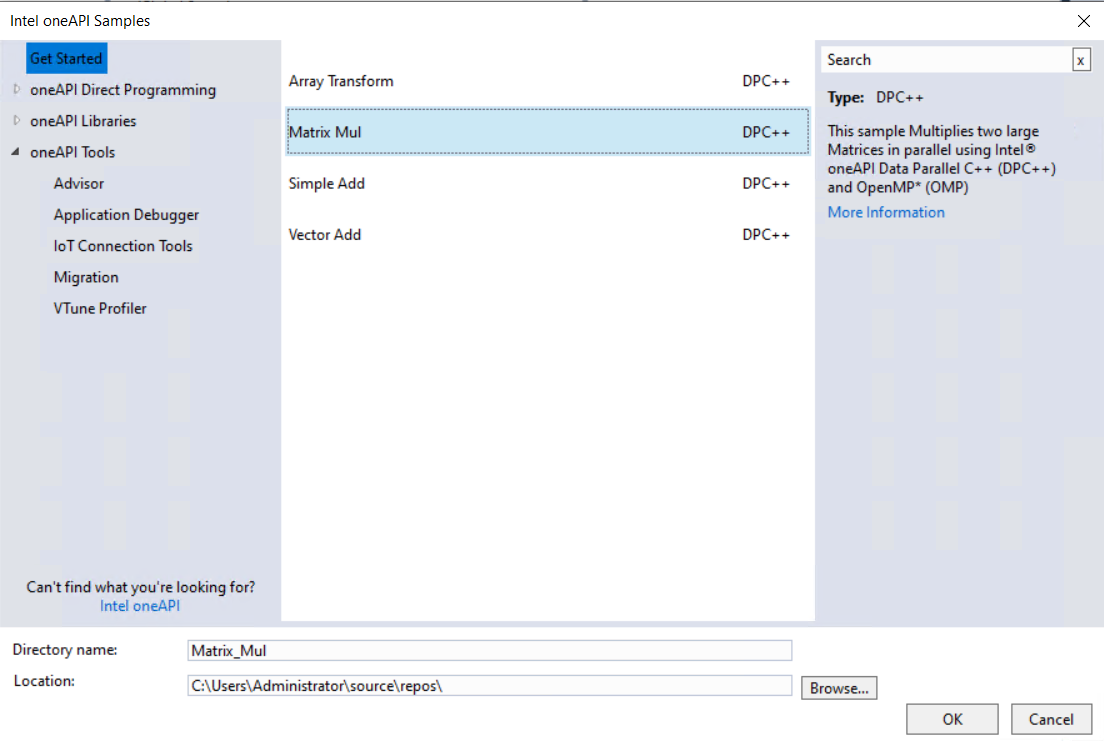 Intel oneAPI Samples
Get Started
oneAPI Direct Programming
oneAPI Libraries
oneAPI Tools
Advisor
Application Debugger
IoT Connection Tools
Migration
VTune Profiler
Can't find what you're looking for?
Intel oneAPI
Array Transform DPC++
Matrix Mul DPC++
Simple Add DPC++
Vector Add DPC++
Search x
Type: DPC++
This sample Multiplies two large
Matrices in parallel using Intel®
oneAPI Data Parallel C++ (DPC++)
and OpenMP* (OMP)
More Information
Directory name: Matrix_Mul
Location: C:\Users\Administrator\source\repos\ Browse...
OK Cancel